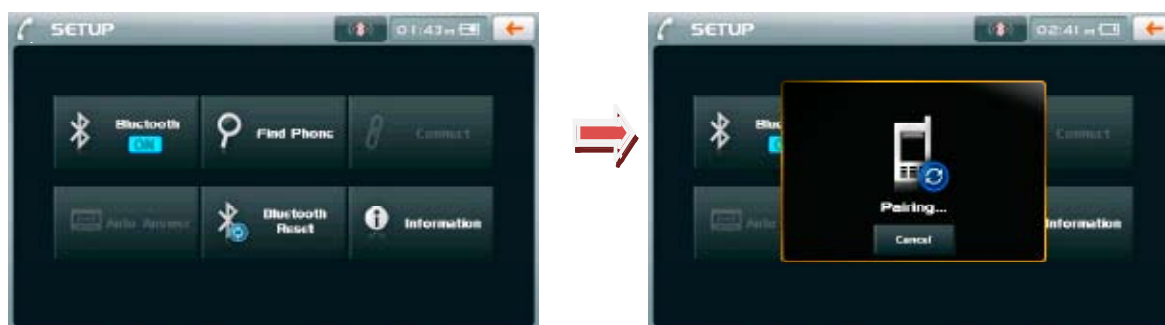 SETUP
01:43
Bluetooth
ON
Find Phone
Connect
Auto Answer
Bluetooth
Reset
Information
SETUP
02:41
Connect
Pairing...
Cancel
Auto
Information